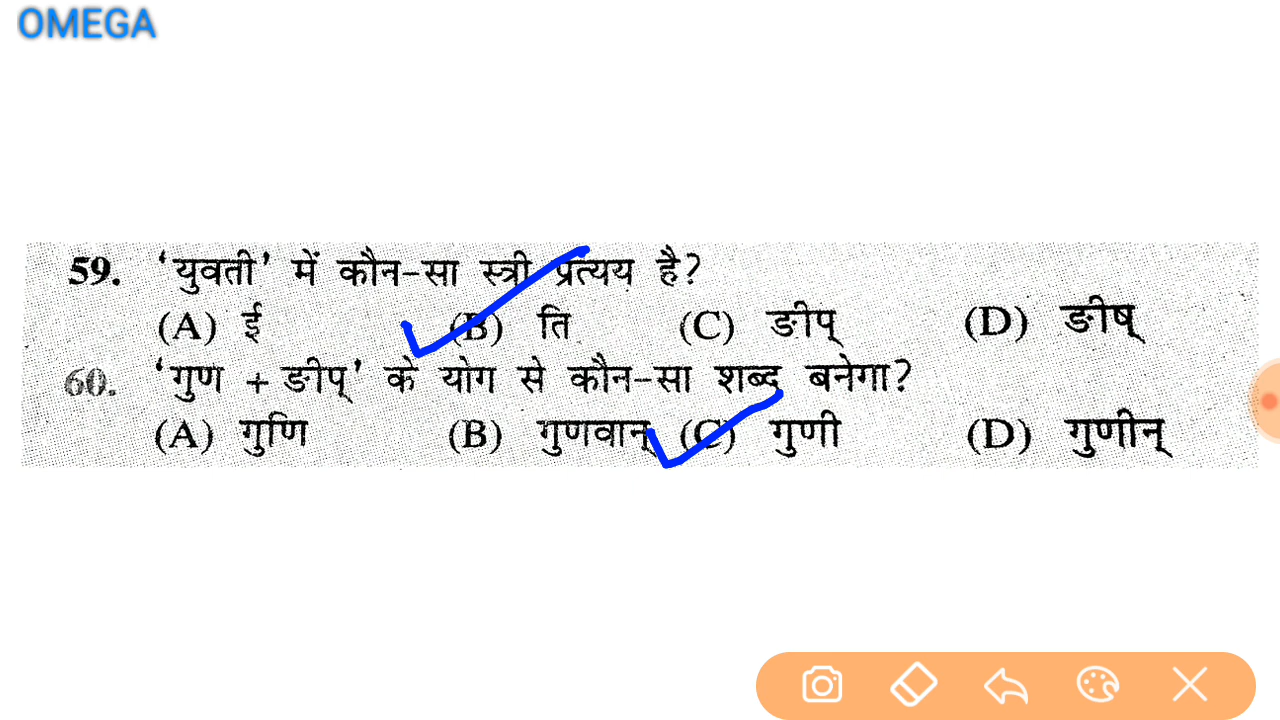 OMEGA
59. 'युवती' में कौन-सा स्त्री प्रत्यय है?
(A) ई (B) ति (C) ङीप् (D) ङीष्
60. 'गुण + ङीप्' के योग से कौन-सा शब्द बनेगा?
(A) गुणि (B) गुणवान् (C) गुणी (D) गुणीन्